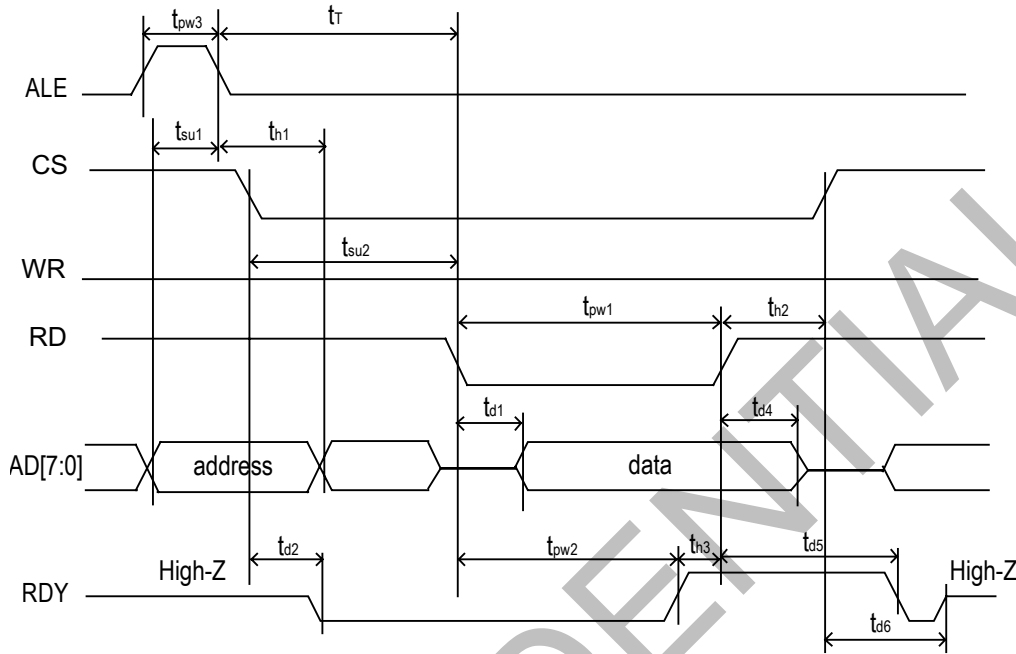 tpw3 tT
ALE
tsu1 th1
CS
tsu2
WR
tpw1 th2
RD
td1 td4
AD[7:0] address data
td2 tpw2 th3 td5
High-Z High-Z
RDY
td6
DENTIAL